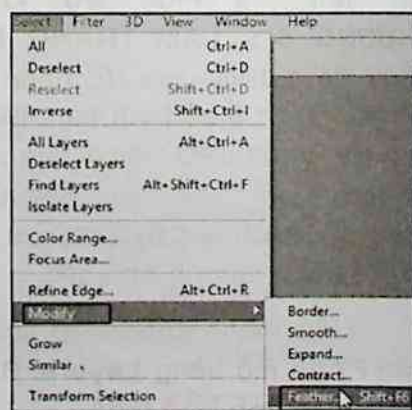 Select Filter 3D View Window Help
All Ctrl+A
Deselect Ctrl+D
Reselect Shift+Ctrl+D
Inverse Shift+Ctrl+I
All Layers Alt+Ctrl+A
Deselect Layers
Find Layers Alt+Shift+Ctrl+F
Isolate Layers
Color Range...
Focus Area...
Refine Edge... Alt+Ctrl+R
Modify
Border...
Smooth...
Grow
Expand...
Similar
Contract...
Transform Selection
Feather... Shift+F6